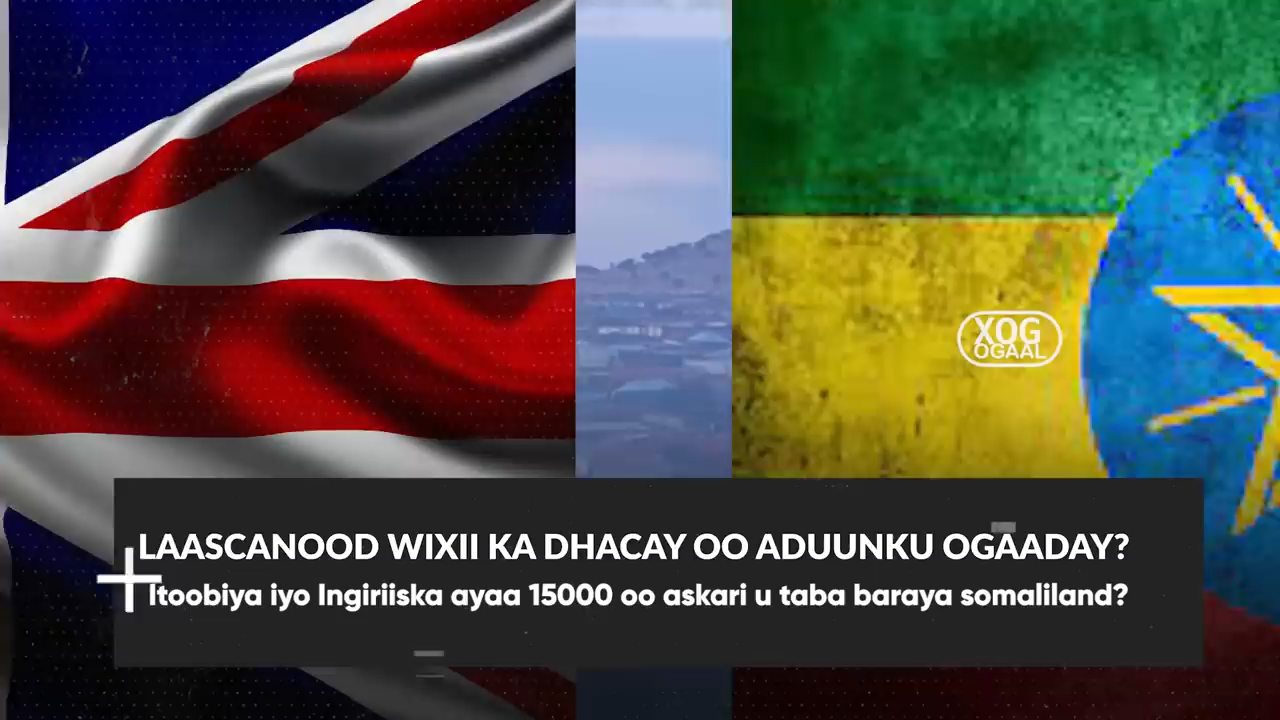 XOG
OGAAL
LAASCANOOD WIXII KA DHACAY OO ADUUNKU OGAADAY?
Itoobiya iyo Ingiriiska ayaa 15000 oo askari u taba baraya somaliland?